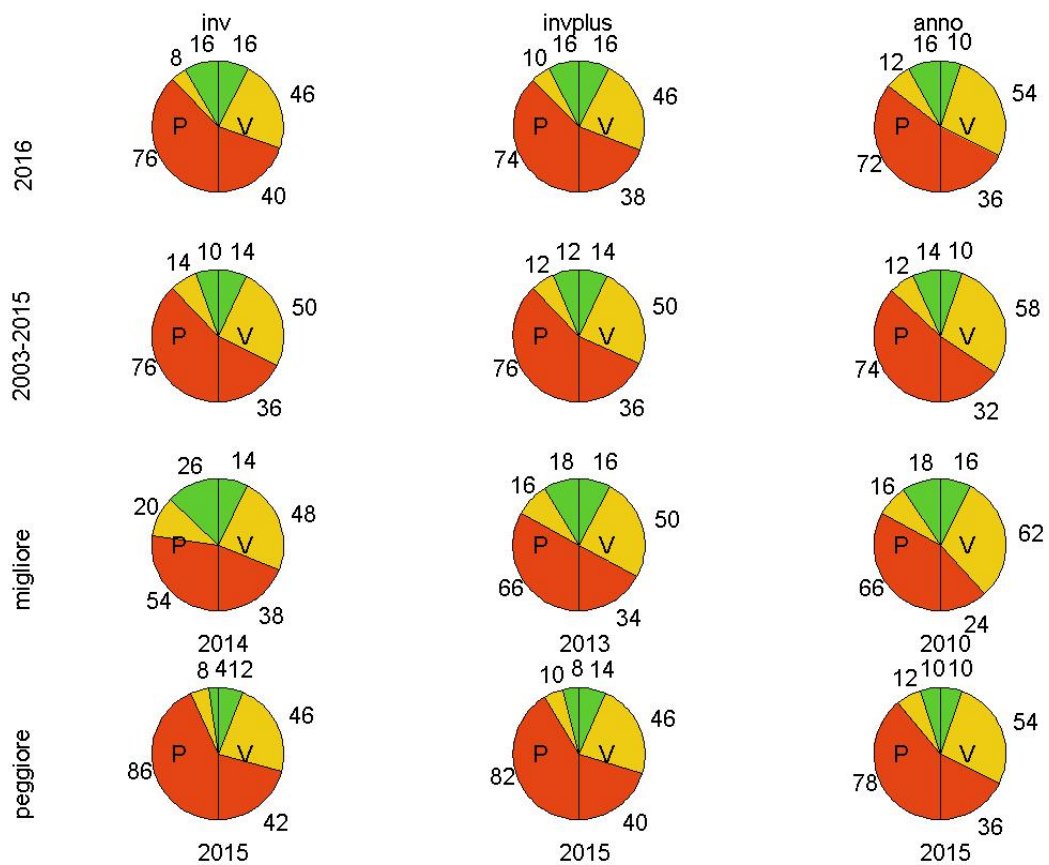 inv invplus anno
16 16 16 16 16 10
8 10 12
46 46 54
P V P V P V
2016
76 74 72
40 38 36
10 14 12 14 14 10
14 12 12
50 50 58
P V P V P V
2003-2015
76 76 74
36 36 32
26 14 18 16 18 16
20 16 16
48 50 62
P V P V P V
migliore
54 66 66
38 34 24
2014 2013 2010
8 4 12 10 8 14 12 10 10
46 46 54
P V P V P V
peggiore
86 82 78
42 40 36
2015 2015 2015